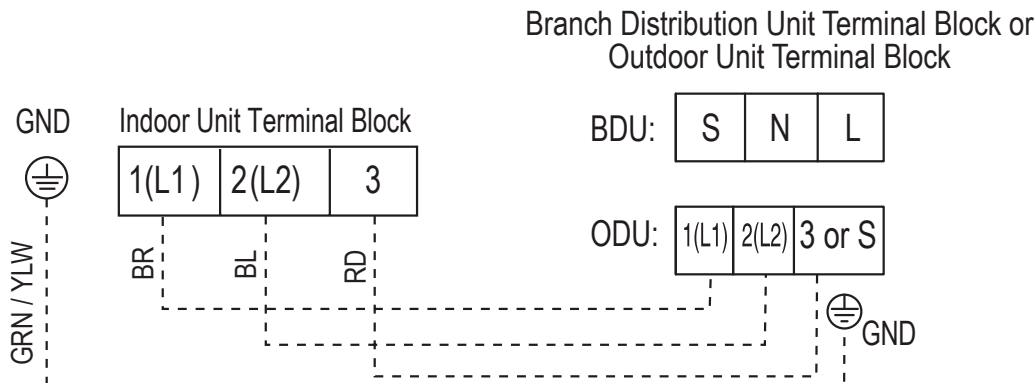 Branch Distribution Unit Terminal Block or
Outdoor Unit Terminal Block
GND
Indoor Unit Terminal Block
BDU:
S
N
L
1(L1)
2(L2)
3
ODU:
1(L1)
2(L2)
3 or S
GRN / YLW
BR
BL
RD
GND